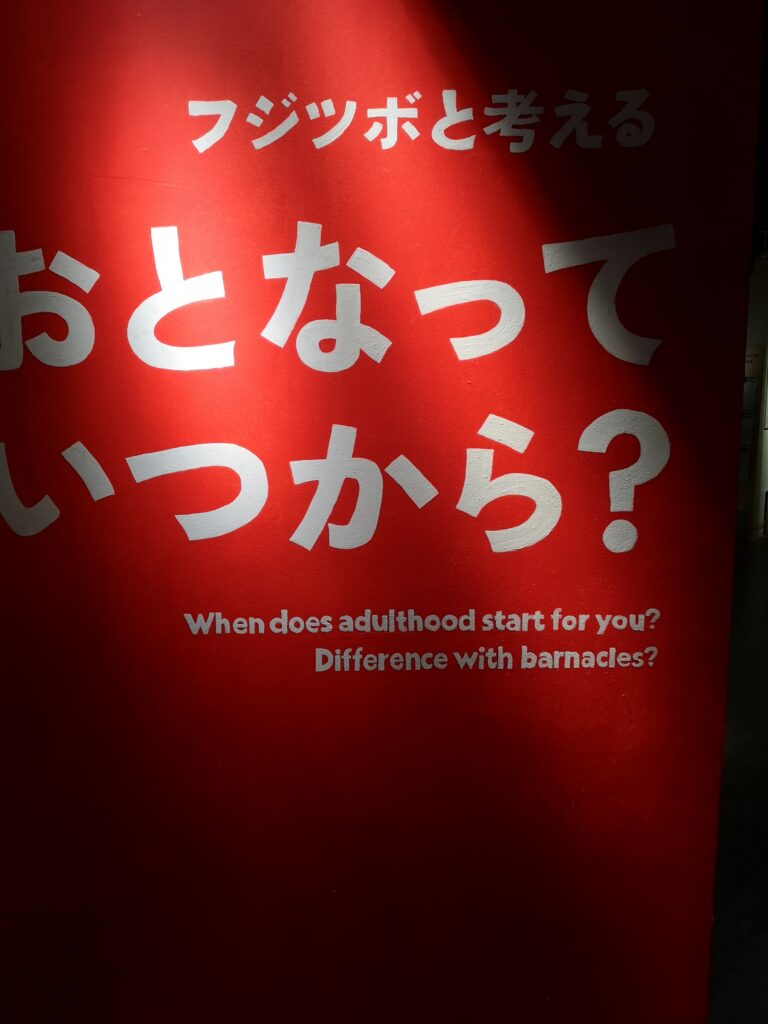 フジツボと考える
おとなって
いつから?
When does adulthood start for you?
Difference with barnacles?